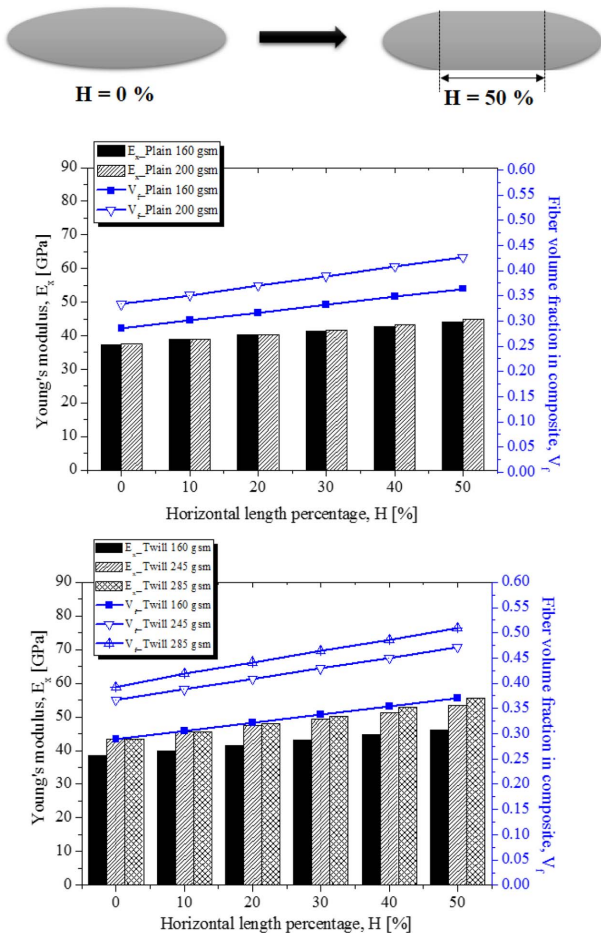 H = 0 %
H = 50 %
E_x_Plain 160 gsm
E_x_Plain 200 gsm
V_f_Plain 160 gsm
V_f_Plain 200 gsm
Young's modulus, E_x [GPa]
90
80
70
60
50
40
30
20
10
0
0.60
0.55
0.50
0.45
0.40
0.35
0.30
0.25
0.20
0.15
0.10
0.05
0.00
Fiber volume fraction in composite, V_f
0 10 20 30 40 50
Horizontal length percentage, H [%]
E_x_Twill 160 gsm
E_x_Twill 245 gsm
E_x_Twill 285 gsm
V_f_Twill 160 gsm
V_f_Twill 245 gsm
V_f_Twill 285 gsm
Young's modulus, E_x [GPa]
90
80
70
60
50
40
30
20
10
0
0.60
0.55
0.50
0.45
0.40
0.35
0.30
0.25
0.20
0.15
0.10
0.05
0.00
Fiber volume fraction in composite, V_f
0 10 20 30 40 50
Horizontal length percentage, H [%]